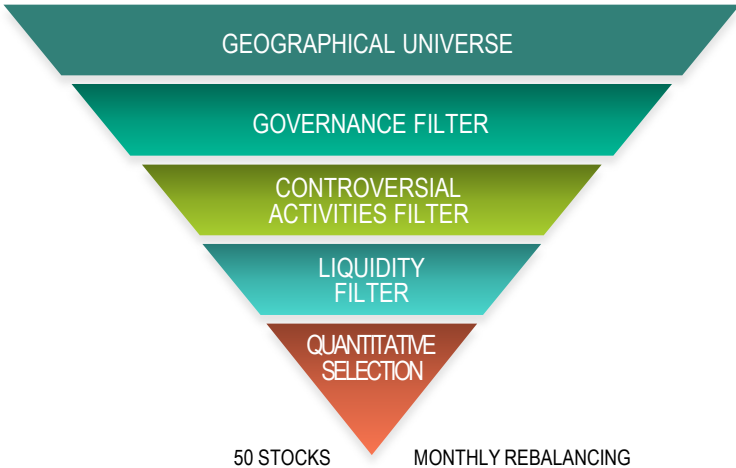 GEOGRAPHICAL UNIVERSE
GOVERNANCE FILTER
CONTROVERSIAL
ACTIVITIES FILTER
LIQUIDITY
FILTER
QUANTITATIVE
SELECTION
50 STOCKS MONTHLY REBALANCING